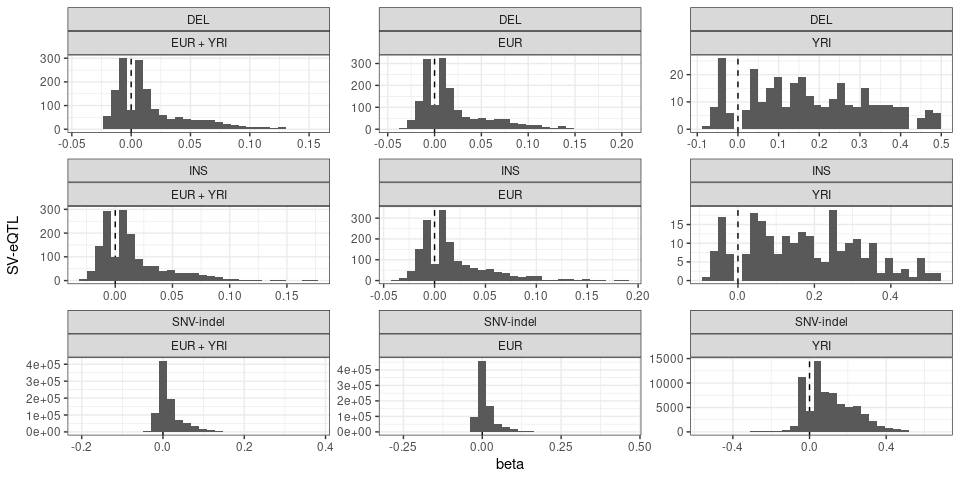 DEL
DEL
DEL
EUR + YRI
EUR
YRI
300
200
100
0
300
200
100
0
20
10
0
-0.05 0.00 0.05 0.10 0.15
-0.05 0.00 0.05 0.10 0.15 0.20
-0.1 0.0 0.1 0.2 0.3 0.4 0.5
INS
INS
INS
EUR + YRI
EUR
YRI
300
200
100
0
300
200
100
0
15
10
5
0
0.00 0.05 0.10 0.15
-0.05 0.00 0.05 0.10 0.15 0.20
0.0 0.2 0.4
SNV-indel
SNV-indel
SNV-indel
EUR + YRI
EUR
YRI
4e+05
3e+05
2e+05
1e+05
0e+00
4e+05
3e+05
2e+05
1e+05
0e+00
15000
10000
5000
0
-0.2 0.0 0.2 0.4
-0.25 0.00 0.25 0.50
-0.4 0.0 0.4
SV-eQTL
beta